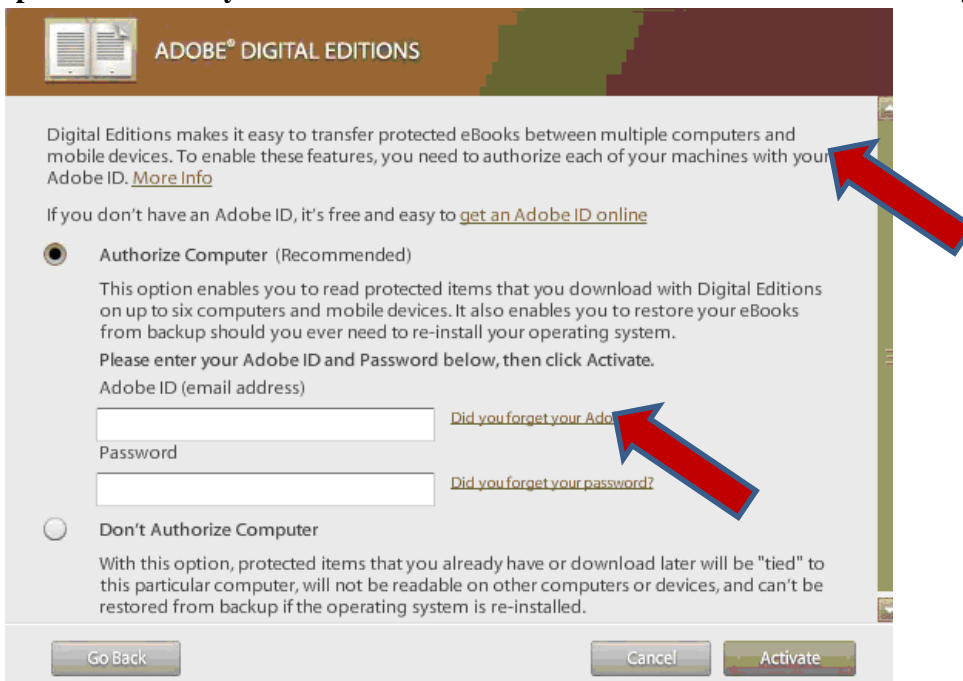 ADOBE® DIGITAL EDITIONS
Digital Editions makes it easy to transfer protected eBooks between multiple computers and
mobile devices. To enable these features, you need to authorize each of your machines with your
Adobe ID. More Info
If you don't have an Adobe ID, it's free and easy to get an Adobe ID online
Authorize Computer (Recommended)
This option enables you to read protected items that you download with Digital Editions
on up to six computers and mobile devices. It also enables you to restore your eBooks
from backup should you ever need to re-install your operating system.
Please enter your Adobe ID and Password below, then click Activate.
Adobe ID (email address)
Did you forget your Ado
Password
Did you forget your password?
Don't Authorize Computer
With this option, protected items that you already have or download later will be "tied" to
this particular computer, will not be readable on other computers or devices, and can't be
restored from backup if the operating system is re-installed.
Go Back
Cancel
Activate